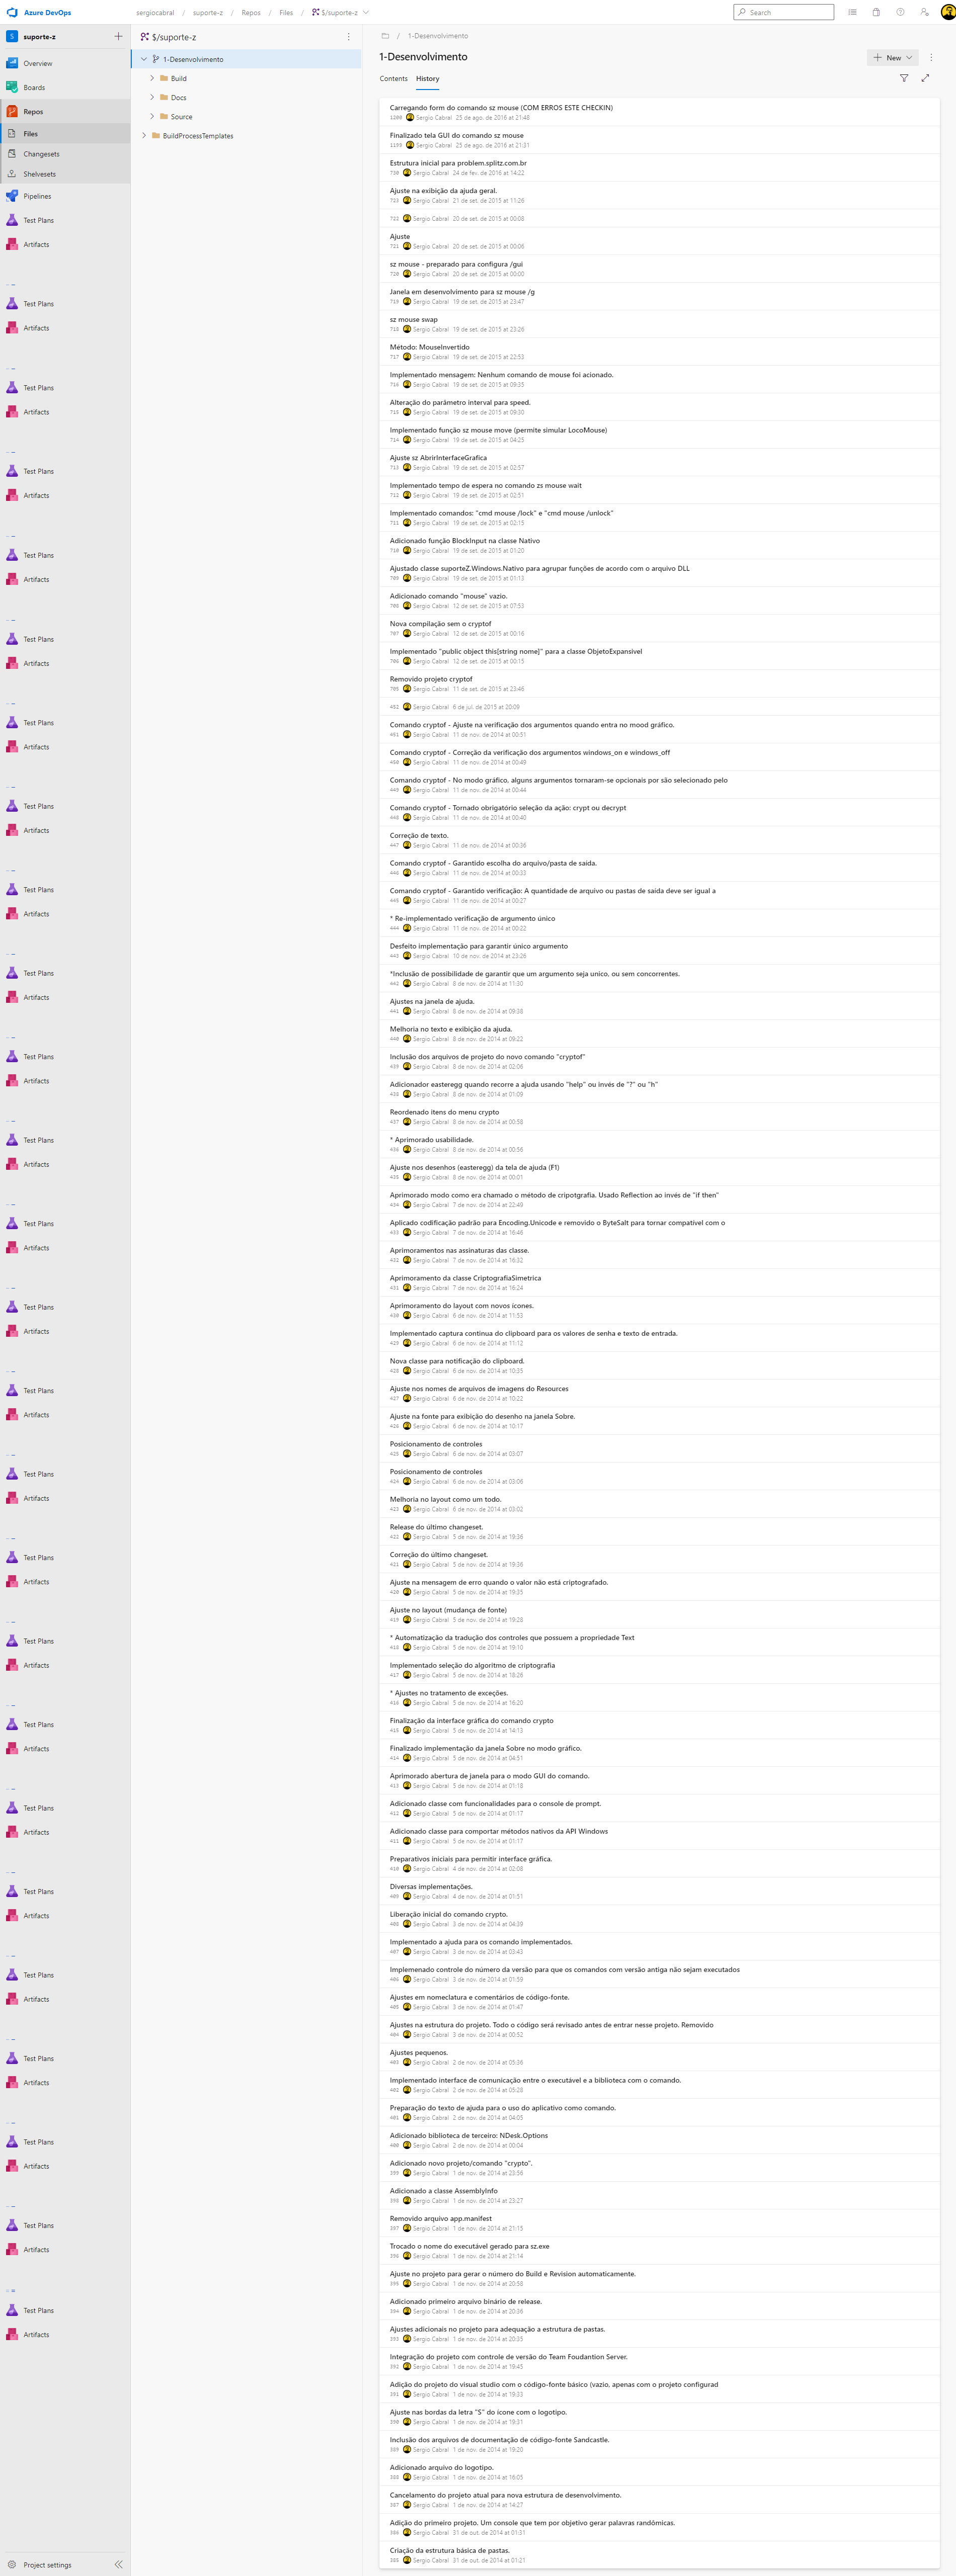 Azure DevOps
sergiocabral / suporte-z / Repos / Files / $/suporte-z
Search
suporte-z
Overview
Boards
Repos
Files
Changesets
Shelvesets
Pipelines
Test Plans
Artifacts
Test Plans
Artifacts
Test Plans
Artifacts
Test Plans
Artifacts
Test Plans
Artifacts
Test Plans
Artifacts
Test Plans
Artifacts
Test Plans
Artifacts
Test Plans
Artifacts
Test Plans
Artifacts
Test Plans
Artifacts
Test Plans
Artifacts
Test Plans
Artifacts
Test Plans
Artifacts
Test Plans
Artifacts
Test Plans
Artifacts
Test Plans
Artifacts
Test Plans
Artifacts
Test Plans
Artifacts
Test Plans
Artifacts
Test Plans
Artifacts
Test Plans
Artifacts
Test Plans
Artifacts
Test Plans
Artifacts
Test Plans
Artifacts
Test Plans
Artifacts
Project settings
$/suporte-z
1-Desenvolvimento
Build
Docs
Source
BuildProcessTemplates
/ 1-Desenvolvimento
1-Desenvolvimento
New
Contents History
Carregando form do comando sz mouse (COM ERROS ESTE CHECKIN)
1200 Sergio Cabral 25 de ago. de 2016 at 21:48
Finalizado tela GUI do comando sz mouse
1199 Sergio Cabral 25 de ago. de 2016 at 21:31
Estrutura inicial para problem.splitz.com.br
730 Sergio Cabral 24 de fev. de 2016 at 14:22
Ajuste na exibição da ajuda geral.
723 Sergio Cabral 21 de set. de 2015 at 11:26
722 Sergio Cabral 20 de set. de 2015 at 00:08
Ajuste
721 Sergio Cabral 20 de set. de 2015 at 00:06
sz mouse - preparado para configura /gui
720 Sergio Cabral 20 de set. de 2015 at 00:00
Janela em desenvolvimento para sz mouse /g
719 Sergio Cabral 19 de set. de 2015 at 23:47
sz mouse swap
718 Sergio Cabral 19 de set. de 2015 at 23:26
Método: MouseInvertido
717 Sergio Cabral 19 de set. de 2015 at 22:53
Implementado mensagem: Nenhum comando de mouse foi acionado.
716 Sergio Cabral 19 de set. de 2015 at 09:35
Alteração do parâmetro interval para speed.
715 Sergio Cabral 19 de set. de 2015 at 09:30
Implementado função sz mouse move (permite simular LocoMouse)
714 Sergio Cabral 19 de set. de 2015 at 04:25
Ajuste sz AbrirInterfaceGrafica
713 Sergio Cabral 19 de set. de 2015 at 02:57
Implementado tempo de espera no comando zs mouse wait
712 Sergio Cabral 19 de set. de 2015 at 02:51
Implementado comandos: "cmd mouse /lock" e "cmd mouse /unlock"
711 Sergio Cabral 19 de set. de 2015 at 02:15
Adicionado função BlockInput na classe Nativo
710 Sergio Cabral 19 de set. de 2015 at 01:20
Ajustado classe suporteZ.Windows.Nativo para agrupar funções de acordo com o arquivo DLL
709 Sergio Cabral 19 de set. de 2015 at 01:13
Adicionado comando "mouse" vazio.
708 Sergio Cabral 12 de set. de 2015 at 07:53
Nova compilação sem o cryptof
707 Sergio Cabral 12 de set. de 2015 at 00:16
Implementado "public object this[string nome]" para a classe ObjetoExpansivel
706 Sergio Cabral 12 de set. de 2015 at 00:15
Removido projeto cryptof
705 Sergio Cabral 11 de set. de 2015 at 23:46
452 Sergio Cabral 6 de jul. de 2015 at 20:09
Comando cryptof - Ajuste na verificação dos argumentos quando entra no mood gráfico.
451 Sergio Cabral 11 de nov. de 2014 at 00:51
Comando cryptof - Correção da verificação dos argumentos windows_on e windows_off
450 Sergio Cabral 11 de nov. de 2014 at 00:49
Comando cryptof - No modo gráfico, alguns argumentos tornaram-se opcionais por são selecionado pelo
449 Sergio Cabral 11 de nov. de 2014 at 00:44
Comando cryptof - Tornado obrigatório seleção da ação: crypt ou decrypt
448 Sergio Cabral 11 de nov. de 2014 at 00:40
Correção de texto.
447 Sergio Cabral 11 de nov. de 2014 at 00:36
Comando cryptof - Garantido escolha do arquivo/pasta de saída.
446 Sergio Cabral 11 de nov. de 2014 at 00:33
Comando cryptof - Garantido verificação: A quantidade de arquivo ou pastas de saída deve ser igual a
445 Sergio Cabral 11 de nov. de 2014 at 00:27
* Re-implementado verificação de argumento único
444 Sergio Cabral 11 de nov. de 2014 at 00:22
Desfeito implementação para garantir único argumento
443 Sergio Cabral 10 de nov. de 2014 at 23:26
*Inclusão de possibilidade de garantir que um argumento seja unico, ou sem concorrentes.
442 Sergio Cabral 8 de nov. de 2014 at 11:30
Ajustes na janela de ajuda.
441 Sergio Cabral 8 de nov. de 2014 at 09:38
Melhoria no texto e exibição da ajuda.
440 Sergio Cabral 8 de nov. de 2014 at 09:22
Inclusão dos arquivos de projeto do novo comando "cryptof"
439 Sergio Cabral 8 de nov. de 2014 at 02:06
Adicionador easteregg quando recorre a ajuda usando "help" ou invés de "?" ou "h"
438 Sergio Cabral 8 de nov. de 2014 at 01:09
Reordenado itens do menu crypto
437 Sergio Cabral 8 de nov. de 2014 at 00:58
* Aprimorado usabilidade.
436 Sergio Cabral 8 de nov. de 2014 at 00:56
Ajuste nos desenhos (easteregg) da tela de ajuda (F1)
435 Sergio Cabral 8 de nov. de 2014 at 00:01
Aprimorado modo como era chamado o método de cripotgrafia. Usado Reflection ao invés de "if then"
434 Sergio Cabral 7 de nov. de 2014 at 22:49
Aplicado codificação padrão para Encoding.Unicode e removido o ByteSalt para tornar compatível com o
433 Sergio Cabral 7 de nov. de 2014 at 16:46
Aprimoramentos nas assinaturas das classe.
432 Sergio Cabral 7 de nov. de 2014 at 16:32
Aprimoramento da classe CriptografiaSimetrica
431 Sergio Cabral 7 de nov. de 2014 at 16:24
Aprimoramento do layout com novos ícones.
430 Sergio Cabral 6 de nov. de 2014 at 11:53
Implementado captura contínua do clipboard para os valores de senha e texto de entrada.
429 Sergio Cabral 6 de nov. de 2014 at 11:12
Nova classe para notificação do clipboard.
428 Sergio Cabral 6 de nov. de 2014 at 10:35
Ajuste nos nomes de arquivos de imagens do Resources
427 Sergio Cabral 6 de nov. de 2014 at 10:22
Ajuste na fonte para exibição do desenho na janela Sobre.
426 Sergio Cabral 6 de nov. de 2014 at 10:17
Posicionamento de controles
425 Sergio Cabral 6 de nov. de 2014 at 03:07
Posicionamento de controles
424 Sergio Cabral 6 de nov. de 2014 at 03:06
Melhoria no layout como um todo.
423 Sergio Cabral 6 de nov. de 2014 at 03:02
Release do último changeset.
422 Sergio Cabral 5 de nov. de 2014 at 19:36
Correção do último changeset.
421 Sergio Cabral 5 de nov. de 2014 at 19:36
Ajuste na mensagem de erro quando o valor não está criptografado.
420 Sergio Cabral 5 de nov. de 2014 at 19:35
Ajuste no layout (mudança de fonte)
419 Sergio Cabral 5 de nov. de 2014 at 19:28
* Automatização da tradução dos controles que possuem a propriedade Text
418 Sergio Cabral 5 de nov. de 2014 at 19:10
Implementado seleção do algoritmo de criptografia
417 Sergio Cabral 5 de nov. de 2014 at 18:26
* Ajustes no tratamento de exceções.
416 Sergio Cabral 5 de nov. de 2014 at 16:20
Finalização da interface gráfica do comando crypto
415 Sergio Cabral 5 de nov. de 2014 at 14:13
Finalizado implementação da janela Sobre no modo gráfico.
414 Sergio Cabral 5 de nov. de 2014 at 04:51
Aprimorado abertura de janela para o modo GUI do comando.
413 Sergio Cabral 5 de nov. de 2014 at 01:18
Adicionado classe com funcionalidades para o console de prompt.
412 Sergio Cabral 5 de nov. de 2014 at 01:17
Adicionado classe para comportar métodos nativos da API Windows
411 Sergio Cabral 5 de nov. de 2014 at 01:17
Preparativos iniciais para permitir interface gráfica.
410 Sergio Cabral 4 de nov. de 2014 at 02:08
Diversas implementações.
409 Sergio Cabral 4 de nov. de 2014 at 01:51
Liberação inicial do comando crypto.
408 Sergio Cabral 3 de nov. de 2014 at 04:39
Implementado a ajuda para os comando implementados.
407 Sergio Cabral 3 de nov. de 2014 at 03:43
Implemenado controle do número da versão para que os comandos com versão antiga não sejam executados
406 Sergio Cabral 3 de nov. de 2014 at 01:59
Ajustes em nomeclatura e comentários de código-fonte.
405 Sergio Cabral 3 de nov. de 2014 at 01:47
Ajustes na estrutura do projeto. Todo o código será revisado antes de entrar nesse projeto. Removido
404 Sergio Cabral 3 de nov. de 2014 at 00:52
Ajustes pequenos.
403 Sergio Cabral 2 de nov. de 2014 at 05:36
Implementado interface de comunicação entre o executável e a biblioteca com o comando.
402 Sergio Cabral 2 de nov. de 2014 at 05:28
Preparação do texto de ajuda para o uso do aplicativo como comando.
401 Sergio Cabral 2 de nov. de 2014 at 04:05
Adicionado biblioteca de terceiro: NDesk.Options
400 Sergio Cabral 2 de nov. de 2014 at 00:04
Adicionado novo projeto/comando "crypto".
399 Sergio Cabral 1 de nov. de 2014 at 23:56
Adicionado a classe AssemblyInfo
398 Sergio Cabral 1 de nov. de 2014 at 23:27
Removido arquivo app.manifest
397 Sergio Cabral 1 de nov. de 2014 at 21:15
Trocado o nome do executável gerado para sz.exe
396 Sergio Cabral 1 de nov. de 2014 at 21:14
Ajuste no projeto para gerar o número do Build e Revision automaticamente.
395 Sergio Cabral 1 de nov. de 2014 at 20:58
Adicionado primeiro arquivo binário de release.
394 Sergio Cabral 1 de nov. de 2014 at 20:36
Ajustes adicionais no projeto para adequação a estrutura de pastas.
393 Sergio Cabral 1 de nov. de 2014 at 20:35
Integração do projeto com controle de versão do Team Foudantion Server.
392 Sergio Cabral 1 de nov. de 2014 at 19:45
Adição do projeto do visual studio com o código-fonte básico (vazio, apenas com o projeto configurad
391 Sergio Cabral 1 de nov. de 2014 at 19:33
Ajuste nas bordas da letra "S" do ícone com o logotipo.
390 Sergio Cabral 1 de nov. de 2014 at 19:31
Inclusão dos arquivos de documentação de código-fonte Sandcastle.
389 Sergio Cabral 1 de nov. de 2014 at 19:20
Adicionado arquivo do logotipo.
388 Sergio Cabral 1 de nov. de 2014 at 16:05
Cancelamento do projeto atual para nova estrutura de desenvolvimento.
387 Sergio Cabral 1 de nov. de 2014 at 14:27
Adição do primeiro projeto. Um console que tem por objetivo gerar palavras randômicas.
386 Sergio Cabral 31 de out. de 2014 at 01:31
Criação da estrutura básica de pastas.
385 Sergio Cabral 31 de out. de 2014 at 01:21